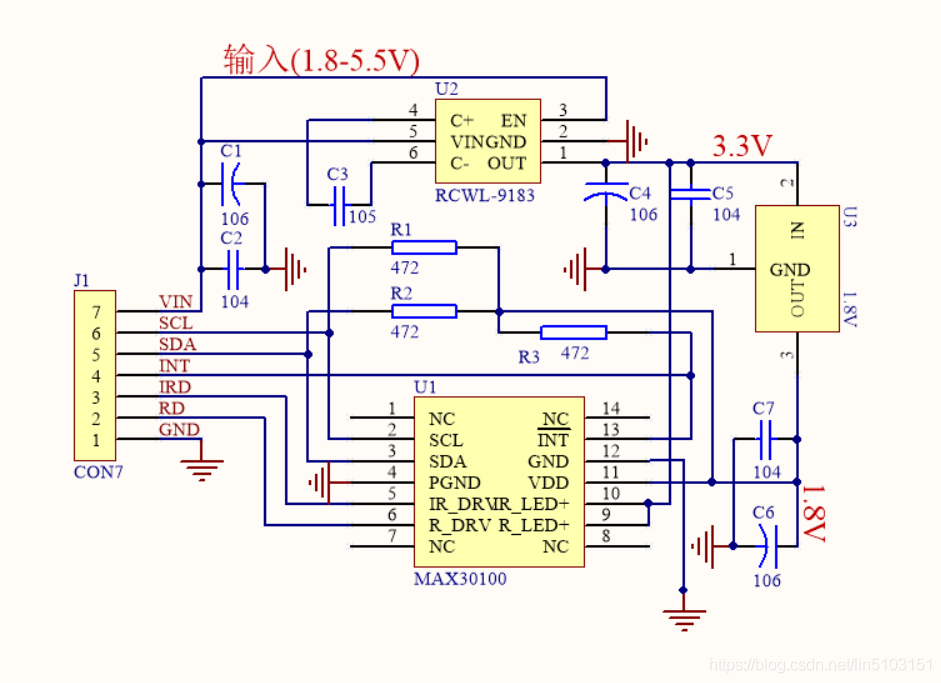 输入(1.8-5.5V)
U2
4 C+ EN 3
5 VIN GND 2
6 C- OUT 1
RCWL-9183
3.3V
C1
106
C2
104
C3
105
C4
106
C5
104
2
IN
1 GND
OUT
3
U3
1.8V
R1
472
R2
472
R3
472
J1
7 VIN
6 SCL
5 SDA
4 INT
3 IRD
2 RD
1 GND
CON7
U1
1 NC NC 14
2 SCL INT 13
3 SDA GND 12
4 PGND VDD 11
5 IR_DRV IR_LED+ 10
6 R_DRV R_LED+ 9
7 NC NC 8
MAX30100
C7
104
C6
106
1.8V
https://blog.csdn.net/lin5103151